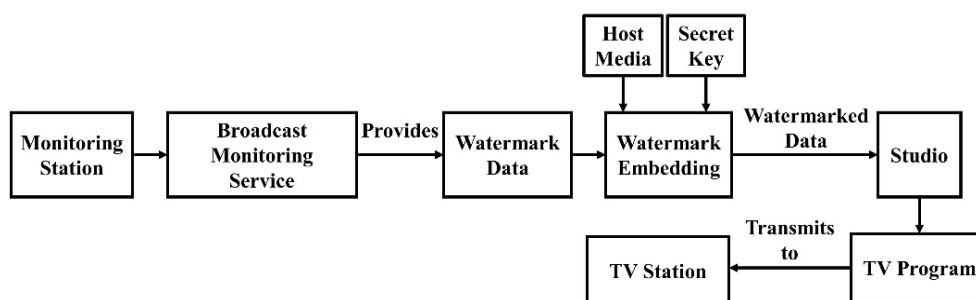 Host
Media
Secret
Key
Monitoring
Station
Broadcast
Monitoring
Service
Provides
Watermark
Data
Watermark
Embedding
Watermarked
Data
Studio
TV Station
Transmits
to
TV Program